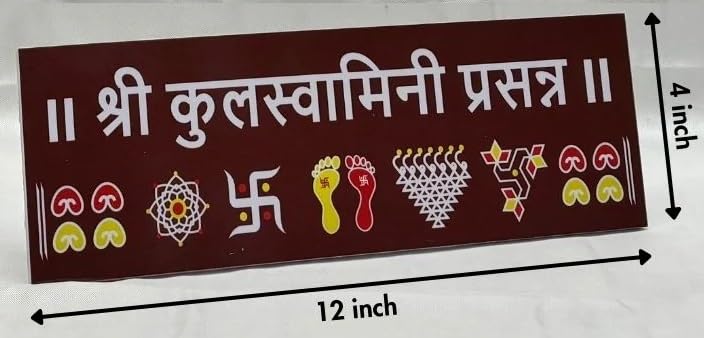 ॥ श्री कुलस्वामिनी प्रसन्न ॥
4 inch
12 inch